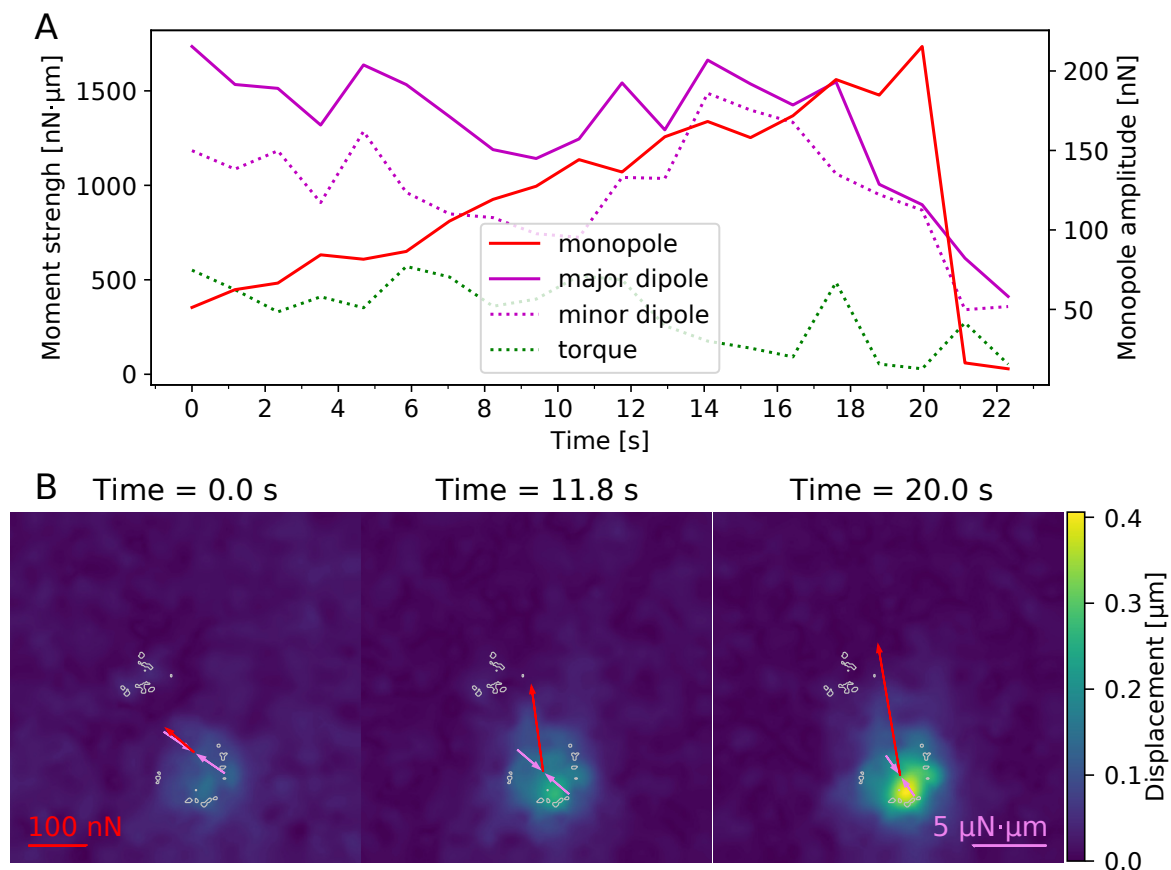 A
Moment strengh [nN·μm]
1500
1000
500
0
200
150
100
50
Monopole amplitude [nN]
monopole
major dipole
minor dipole
torque
0 2 4 6 8 10 12 14 16 18 20 22
Time [s]
B
Time = 0.0 s
Time = 11.8 s
Time = 20.0 s
100 nN
5 μN·μm
0.4
0.3
0.2
0.1
0.0
Displacement [μm]